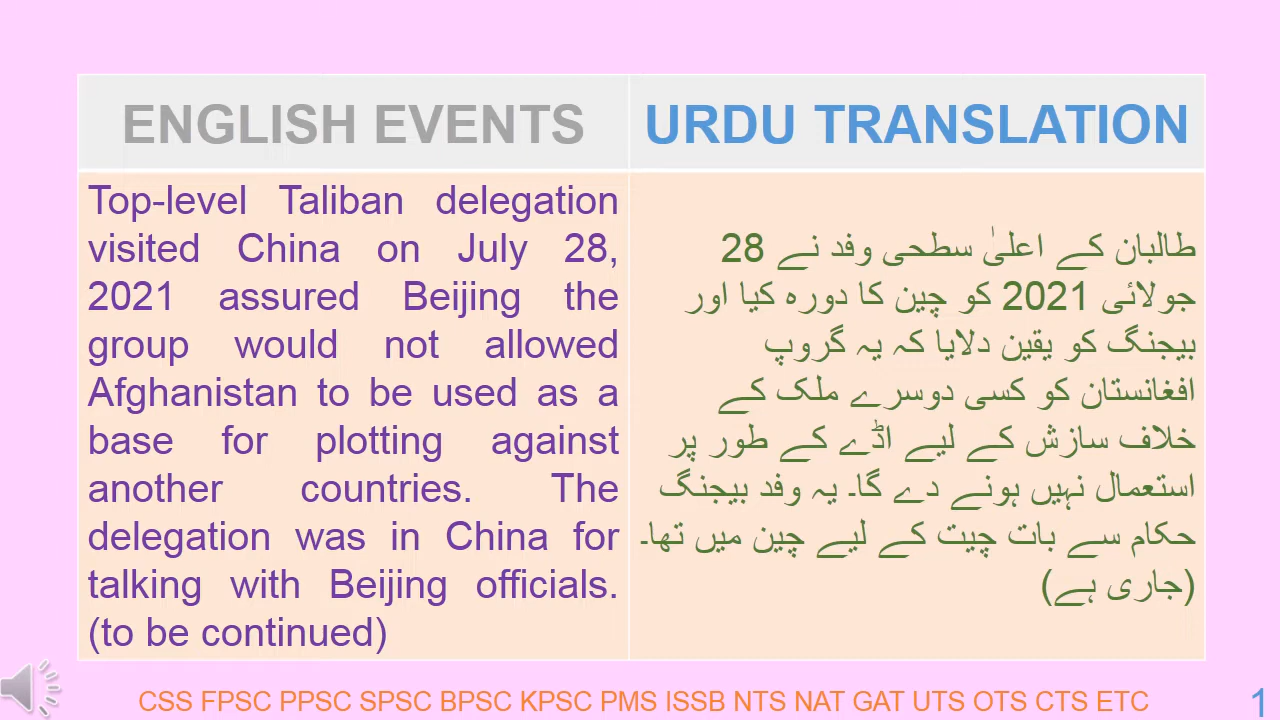 ENGLISH EVENTS
URDU TRANSLATION
Top-level Taliban delegation
visited China on July 28,
2021 assured Beijing the
group would not allowed
Afghanistan to be used as a
base for plotting against
another countries. The
delegation was in China for
talking with Beijing officials.
(to be continued)
طالبان کے اعلیٰ سطحی وفد نے 28
جولائی 2021 کو چین کا دورہ کیا اور
بیجنگ کو یقین دلایا کہ یہ گروپ
افغانستان کو کسی دوسرے ملک کے
خلاف سازش کے لیے اڈے کے طور پر
استعمال نہیں ہونے دے گا۔ یہ وفد بیجنگ
حکام سے بات چیت کے لیے چین میں تھا۔
(جاری ہے)
CSS FPSC PPSC SPSC BPSC KPSC PMS ISSB NTS NAT GAT UTS OTS CTS ETC
1